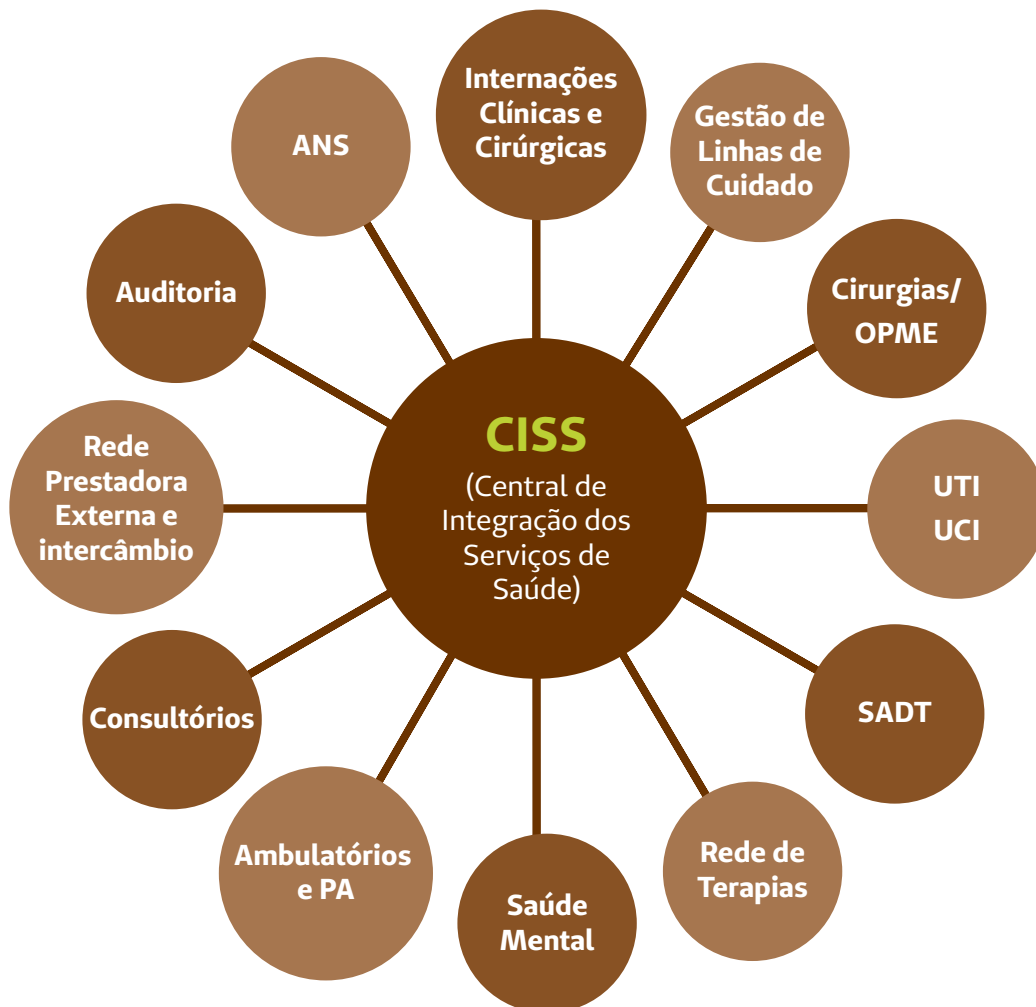 Internações
Clínicas e
Cirúrgicas
Gestão de
Linhas de
Cuidado
Cirurgias/
OPME
UTI
UCI
SADT
Rede de
Terapias
Saúde
Mental
Ambulatórios
e PA
Consultórios
Rede
Prestadora
Externa e
intercâmbio
Auditoria
ANS
CISS
(Central de
Integração dos
Serviços de
Saúde)